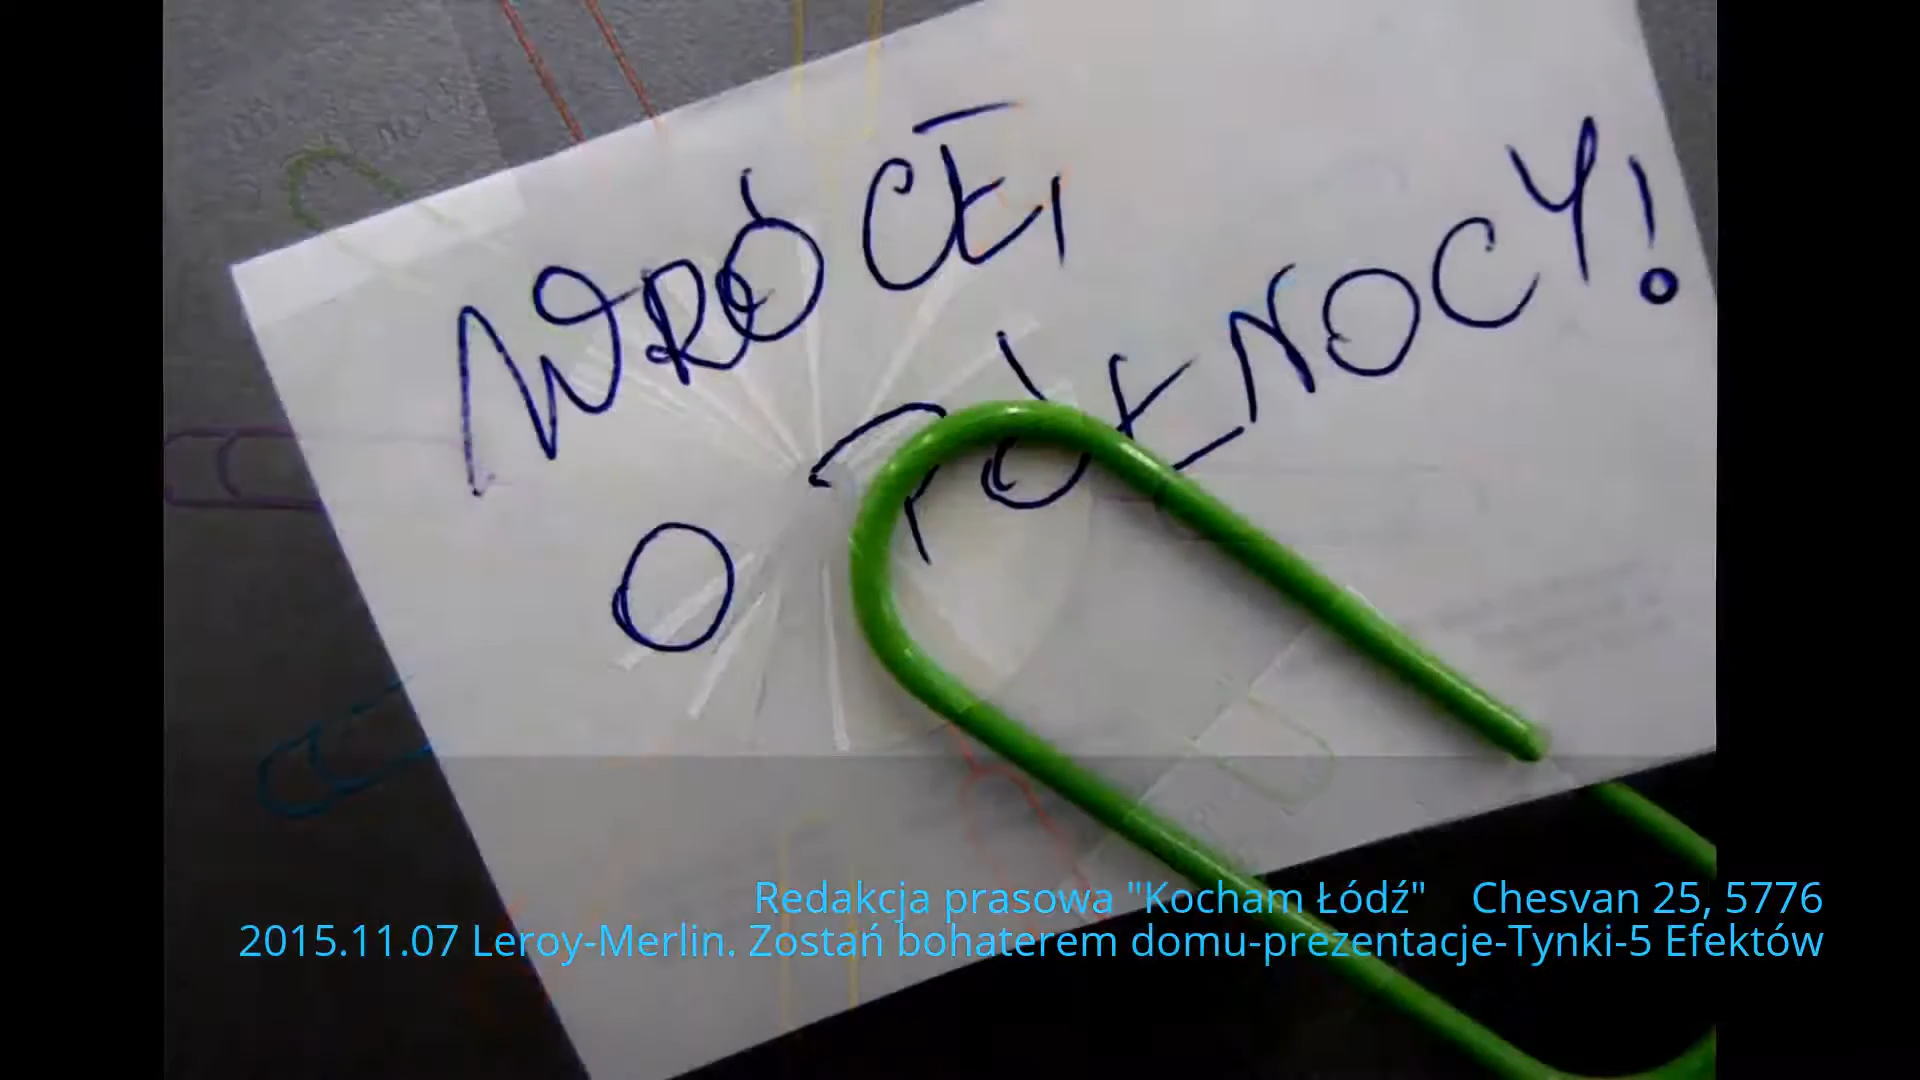 WRÓCĘ
O PÓŁNOCY!
Redakcja prasowa "Kocham Łódź" Chesvan 25, 5776
2015.11.07 Leroy-Merlin. Zostań bohaterem domu-prezentacje-Tynki-5 Efektów